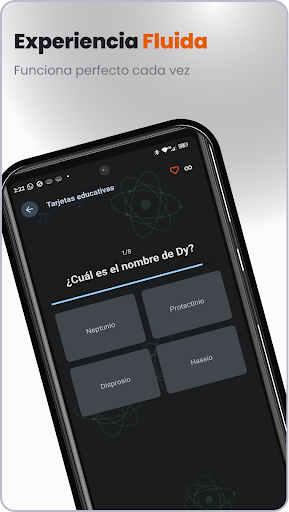 Experiencia Fluida
Funciona perfecto cada vez
2:22
Tarjetas educativas
1/8
¿Cuál es el nombre de Dy?
Neptunio
Protactinio
Disprosio
Hassio